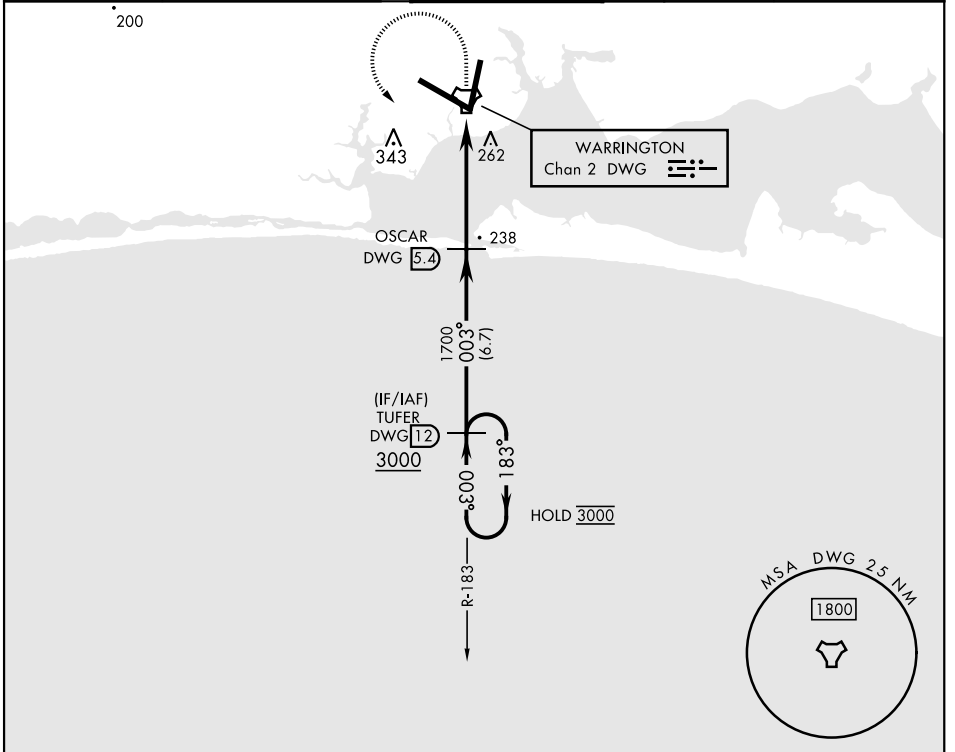 200
343
262
WARRINGTON
Chan 2 DWG
OSCAR
DWG 5.4
238
1700
003°
(6.7)
(IF/IAF)
TUFER
DWG 12
3000
003°
183°
HOLD 3000
R-183
MSA DWG 25 NM
1800